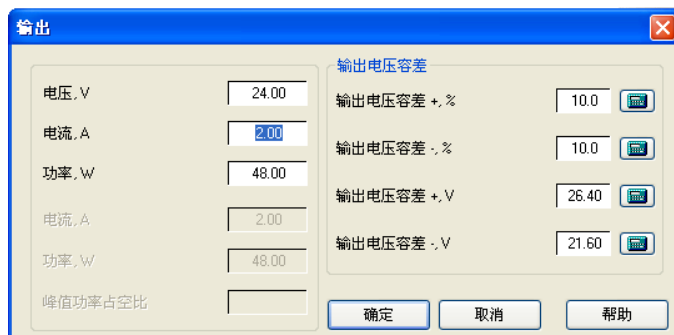 输出
电压,V 24.00
电流,A 2.00
功率,W 48.00
电流,A 2.00
功率,W 48.00
峰值功率占空比
输出电压容差
输出电压容差 +,% 10.0
输出电压容差 -,% 10.0
输出电压容差 +,V 26.40
输出电压容差 -,V 21.60
确定 取消 帮助